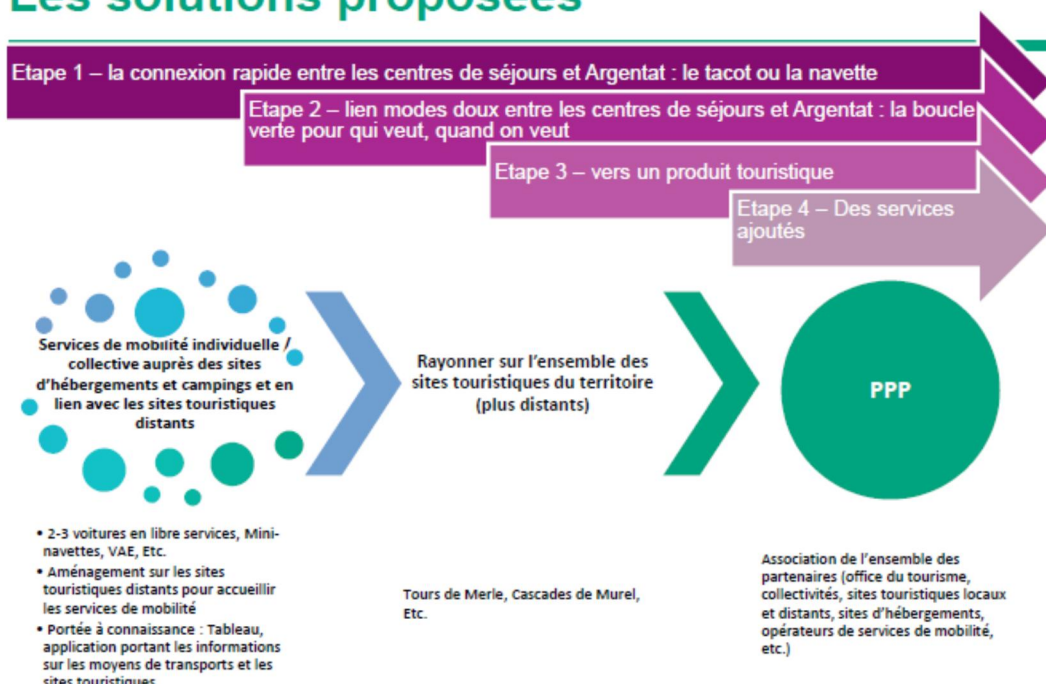 Les solutions proposées
Etape 1 – la connexion rapide entre les centres de séjours et Argentat : le tacot ou la navette
Etape 2 – lien modes doux entre les centres de séjours et Argentat : la boucle
verte pour qui veut, quand on veut
Etape 3 – vers un produit touristique
Etape 4 – Des services
ajoutés
Services de mobilité individuelle /
collective auprès des sites
d'hébergements et campings et en
lien avec les sites touristiques
distants
Rayonner sur l'ensemble des
sites touristiques du territoire
(plus distants)
PPP
• 2-3 voitures en libre services, Mini-
navettes, VAE, Etc.
• Aménagement sur les sites
touristiques distants pour accueillir
les services de mobilité
• Portée à connaissance : Tableau,
application portant les informations
sur les moyens de transports et les
sites touristiques
Tours de Merle, Cascades de Murel,
Etc.
Association de l'ensemble des
partenaires (office du tourisme,
collectivités, sites touristiques locaux
et distants, sites d'hébergements,
opérateurs de services de mobilité,
etc.)